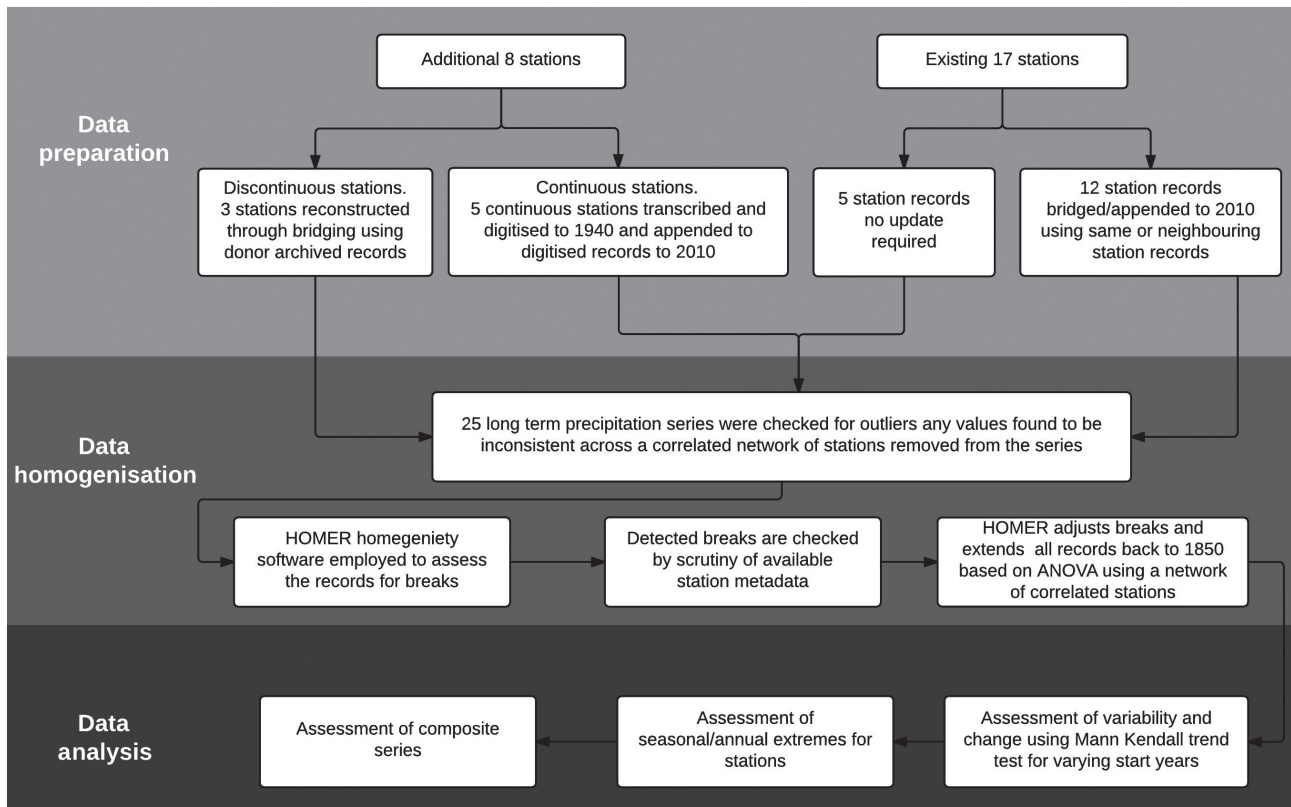 Additional 8 stations
Existing 17 stations
Data
preparation
Discontinuous stations.
3 stations reconstructed
through bridging using
donor archived records
Continuous stations.
5 continuous stations transcribed and
digitised to 1940 and appended to
digitised records to 2010
5 station records
no update
required
12 station records
bridged/appended to 2010
using same or neighbouring
station records
Data
homogenisation
25 long term precipitation series were checked for outliers any values found to be
inconsistent across a correlated network of stations removed from the series
HOMER homegeniety
software employed to assess
the records for breaks
Detected breaks are checked
by scrutiny of available
station metadata
HOMER adjusts breaks and
extends  all records back to 1850
based on ANOVA using a network
of correlated stations
Data
analysis
Assessment of composite
series
Assessment of
seasonal/annual extremes for
stations
Assessment of variability and
change using Mann Kendall trend
test for varying start years